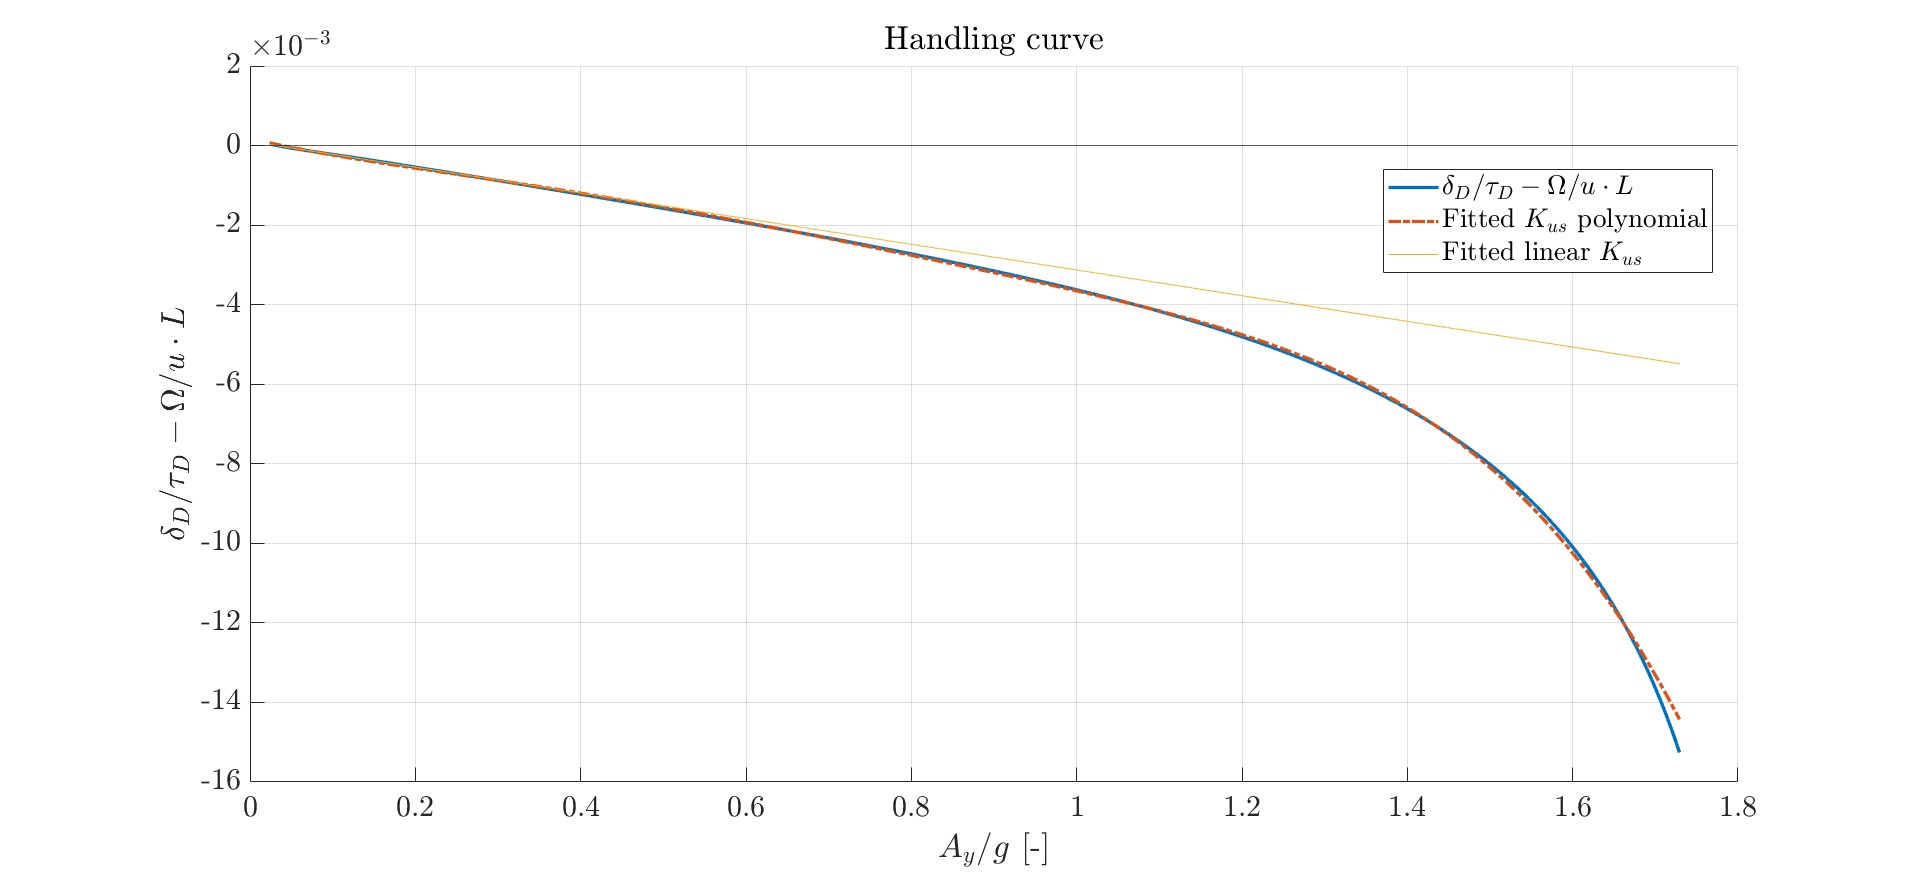 Handling curve
×10⁻³
2
0
-2
-4
-6
-8
-10
-12
-14
-16
δ_D/τ_D − Ω/u · L
δ_D/τ_D − Ω/u · L
Fitted K_us polynomial
Fitted linear K_us
0 0.2 0.4 0.6 0.8 1 1.2 1.4 1.6 1.8
A_y/g [-]